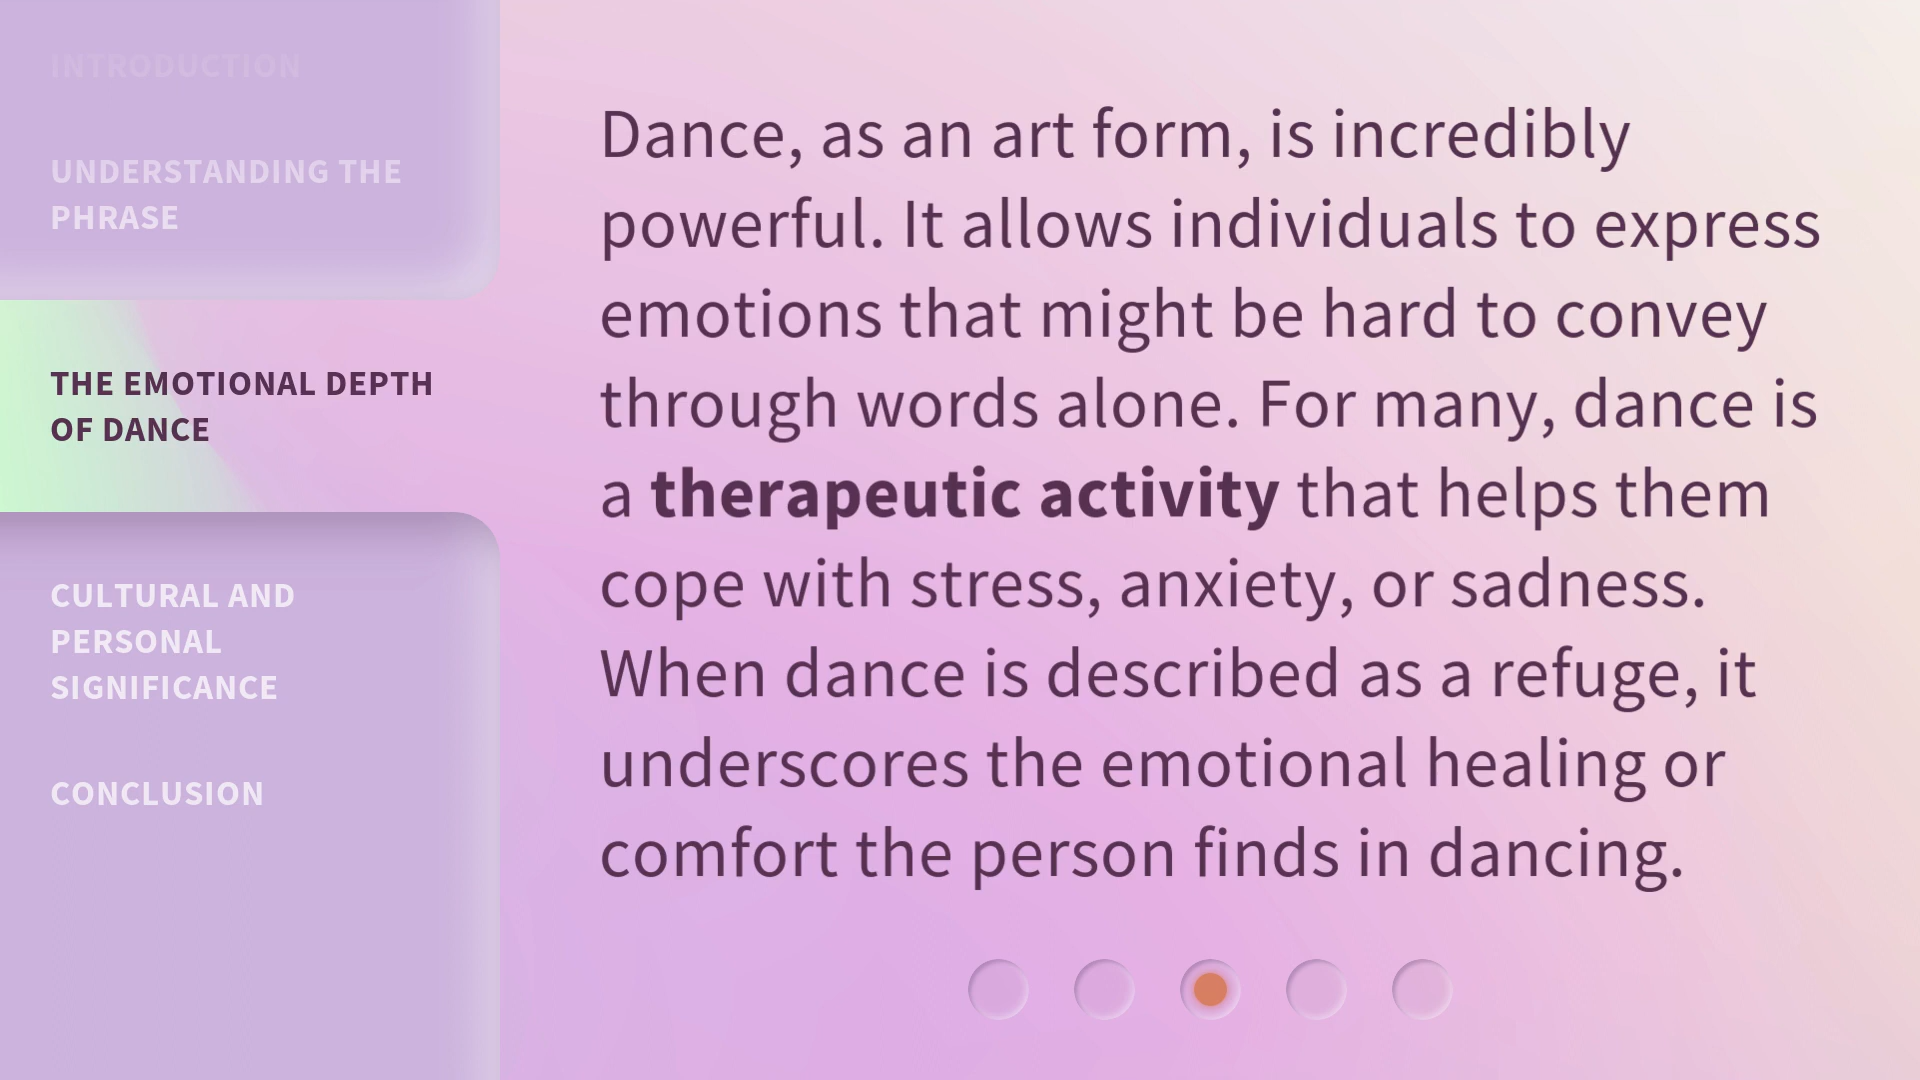 INTRODUCTION
UNDERSTANDING THE
PHRASE
THE EMOTIONAL DEPTH
OF DANCE
CULTURAL AND
PERSONAL
SIGNIFICANCE
CONCLUSION
Dance, as an art form, is incredibly
powerful. It allows individuals to express
emotions that might be hard to convey
through words alone. For many, dance is
a therapeutic activity that helps them
cope with stress, anxiety, or sadness.
When dance is described as a refuge, it
underscores the emotional healing or
comfort the person finds in dancing.